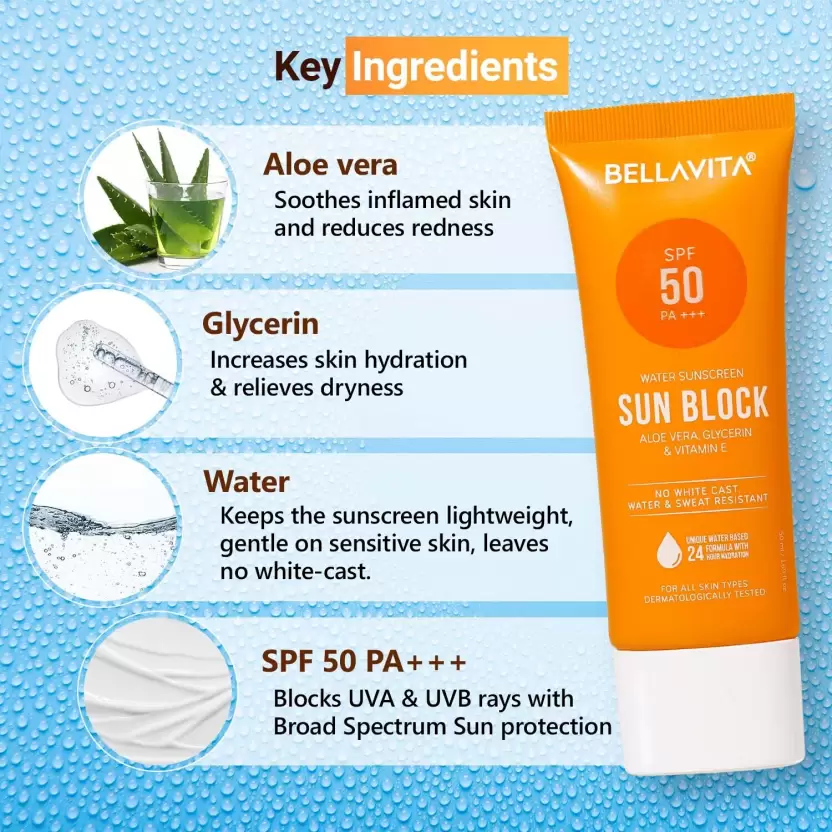 Key Ingredients
Aloe vera
Soothes inflamed skin
and reduces redness
Glycerin
Increases skin hydration
& relieves dryness
Water
Keeps the sunscreen lightweight,
gentle on sensitive skin, leaves
no white-cast.
SPF 50 PA+++
Blocks UVA & UVB rays with
Broad Spectrum Sun protection
BELLAVITA®
SPF
50
PA +++
WATER SUNSCREEN
SUN BLOCK
ALOE VERA, GLYCERIN
& VITAMIN E
NO WHITE CAST
WATER & SWEAT RESISTANT
UNIQUE WATER BASED
24 FORMULA WITH
HOUR HYDRATION
FOR ALL SKIN TYPES
DERMATOLOGICALLY TESTED